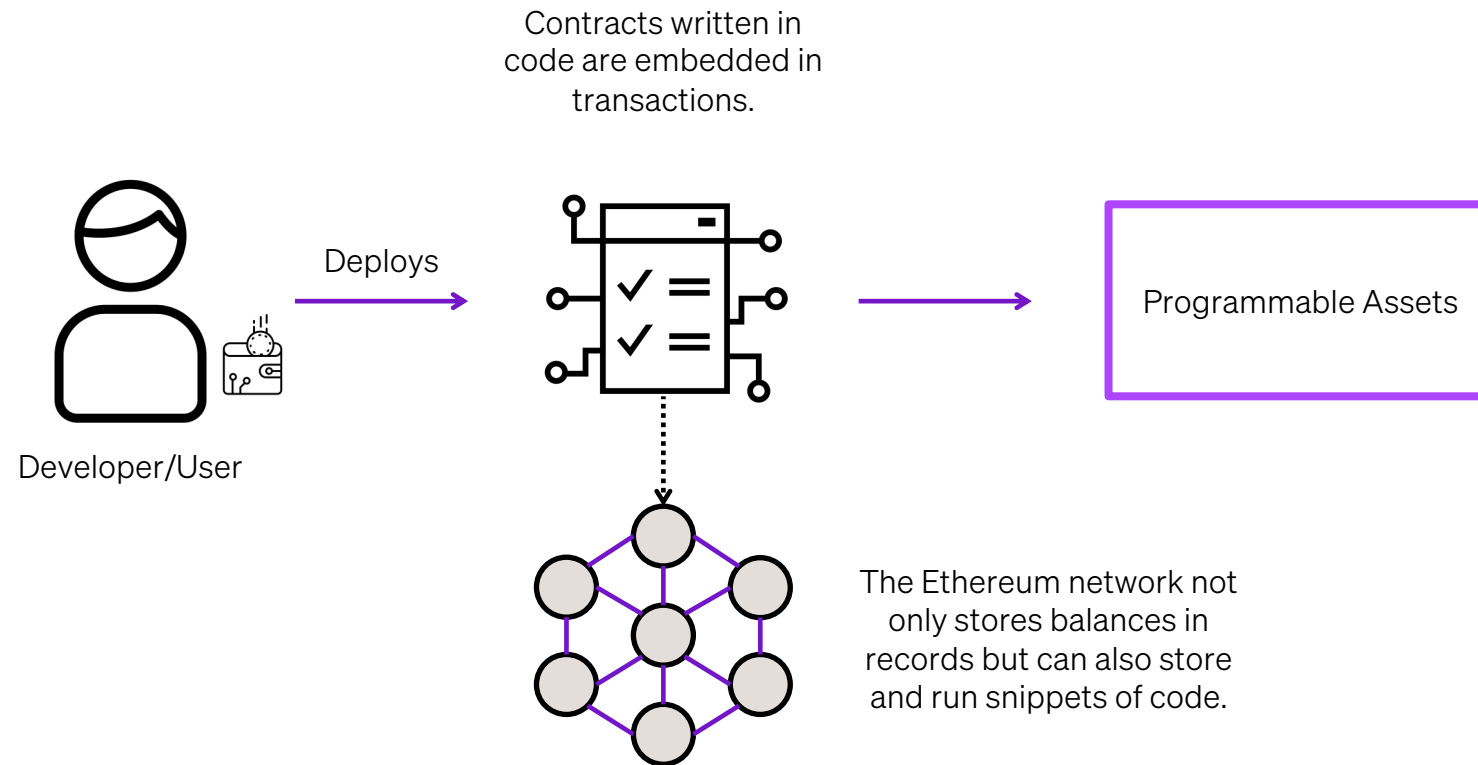 Contracts written in
code are embedded in
transactions.
Deploys
Programmable Assets
Developer/User
The Ethereum network not
only stores balances in
records but can also store
and run snippets of code.